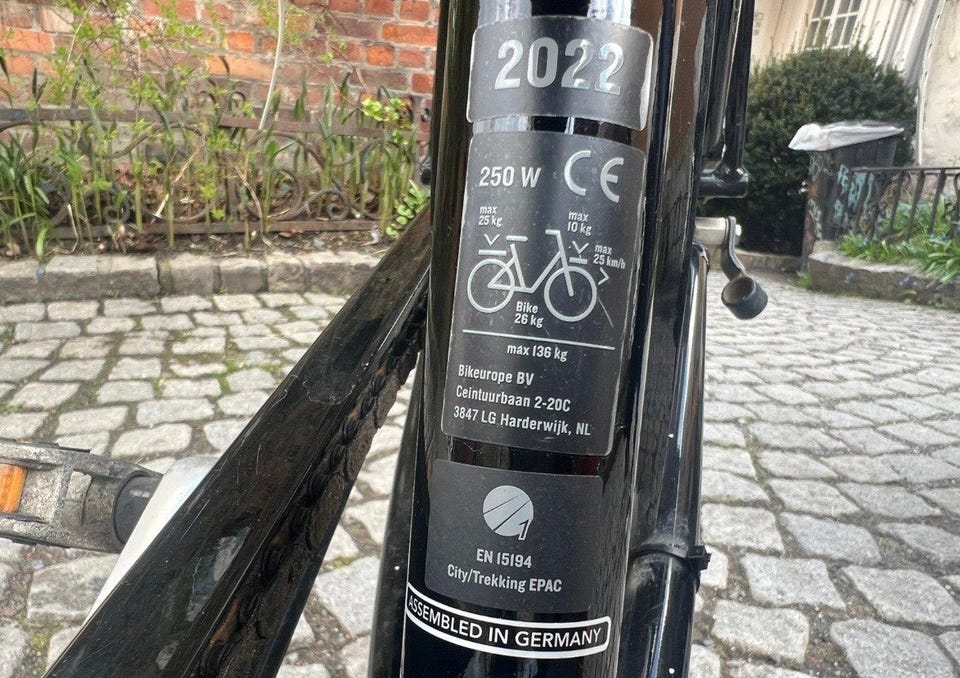 2022
250 W CE
max
25 kg
max
10 kg
max
25 km/h
Bike
26 kg
max 136 kg
Bikeurope BV
Ceintuurbaan 2-20C
3847 LG Harderwijk, NL
1
EN 15194
City/Trekking EPAC
ASSEMBLED IN GERMANY